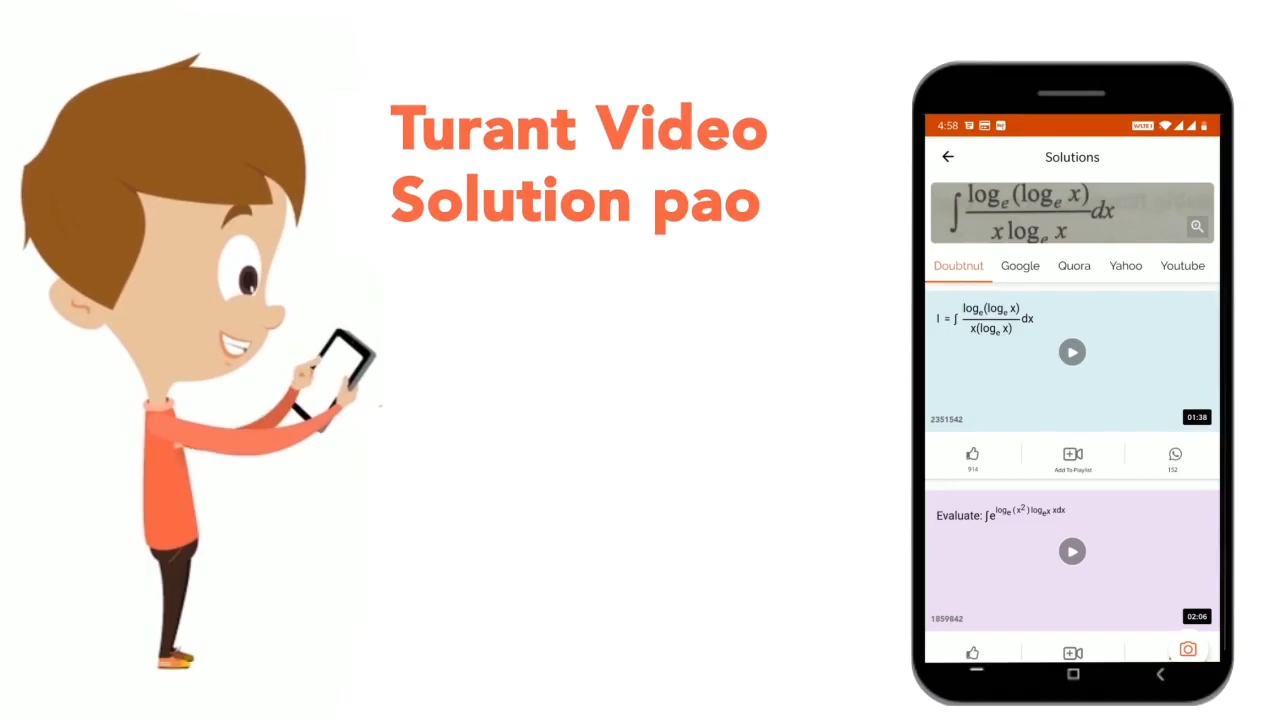 Turant Video
Solution pao
4:58
Solutions
∫ logₑ(logₑ x) / x logₑ x dx
Doubtnut Google Quora Yahoo Youtube
I = ∫ logₑ(logₑ x) / x(logₑ x) dx
2351542 01:38
914 Add To Playlist 152
Evaluate: ∫e^logₑ(x²)logₑx xdx
1859842 02:06